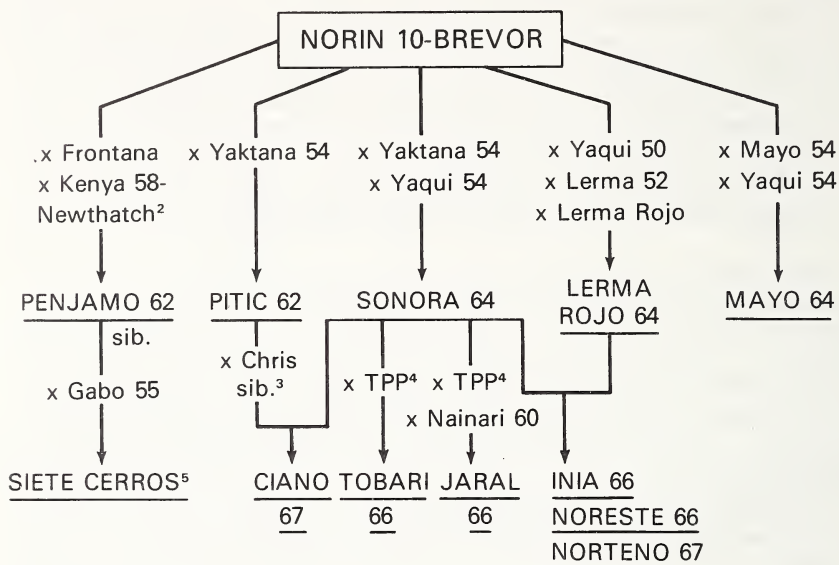 NORIN 10-BREVOR
.x Frontana
x Kenya 58-
Newthatch²
x Yaktana 54
x Yaktana 54
x Yaqui 54
x Yaqui 50
x Lerma 52
x Lerma Rojo
x Mayo 54
x Yaqui 54
PENJAMO 62
sib.
PITIC 62
SONORA 64
LERMA
ROJO 64
MAYO 64
x Gabo 55
x Chris
sib.³
x TPP⁴
x TPP⁴
x Nainari 60
SIETE CERROS⁵
CIANO
67
TOBARI
66
JARAL
66
INIA 66
NORESTE 66
NORTENO 67